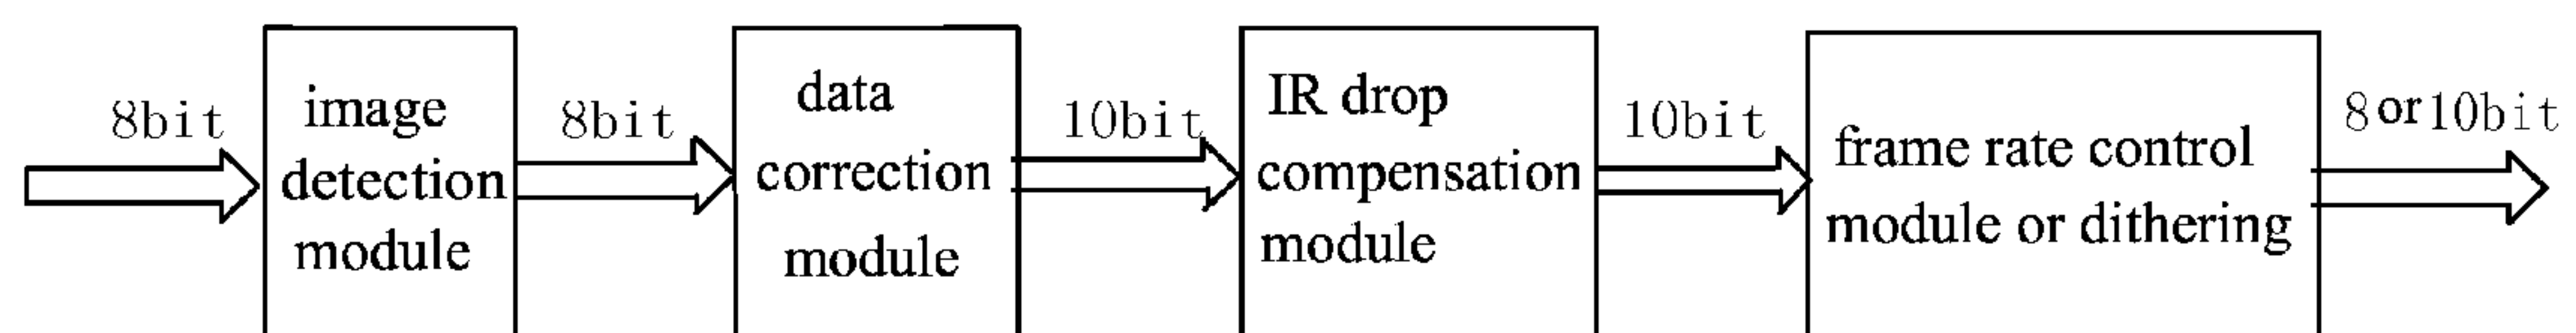 8bit
image
detection
module
8bit
data
correction
module
10bit
IR drop
compensation
module
10bit
frame rate control
module or dithering
8 or 10bit